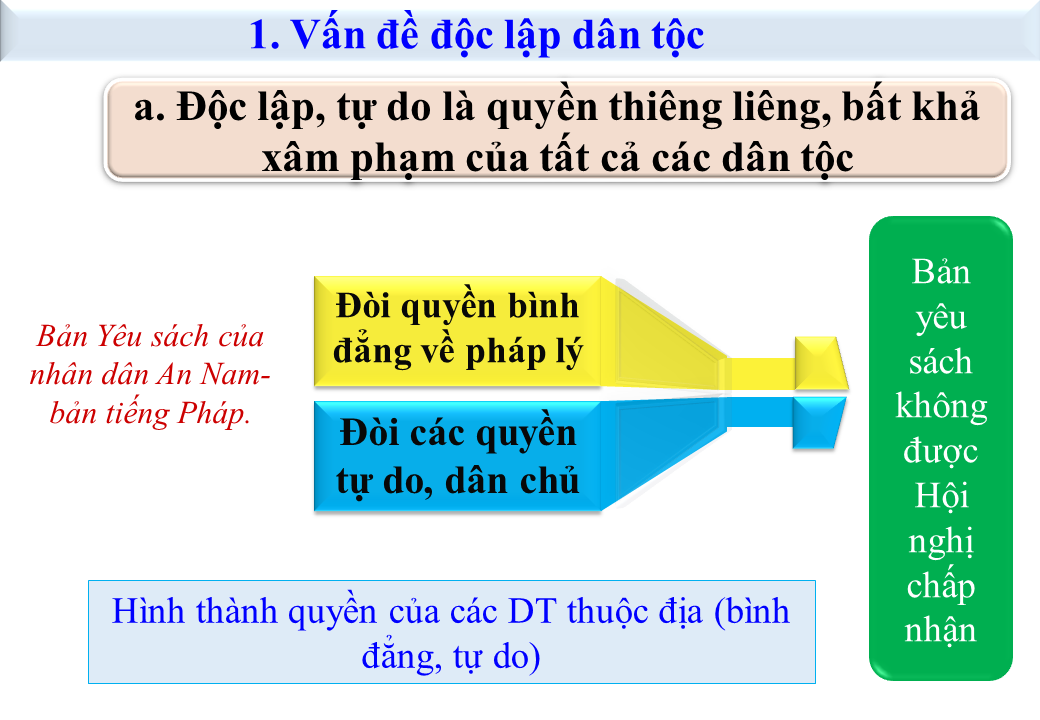 1. Vấn đề độc lập dân tộc
a. Độc lập, tự do là quyền thiêng liêng, bất khả
xâm phạm của tất cả các dân tộc
Bản Yêu sách của
nhân dân An Nam-
bản tiếng Pháp.
Đòi quyền bình
đẳng về pháp lý
Đòi các quyền
tự do, dân chủ
Bản
yêu
sách
không
được
Hội
nghị
chấp
nhận
Hình thành quyền của các DT thuộc địa (bình
đẳng, tự do)